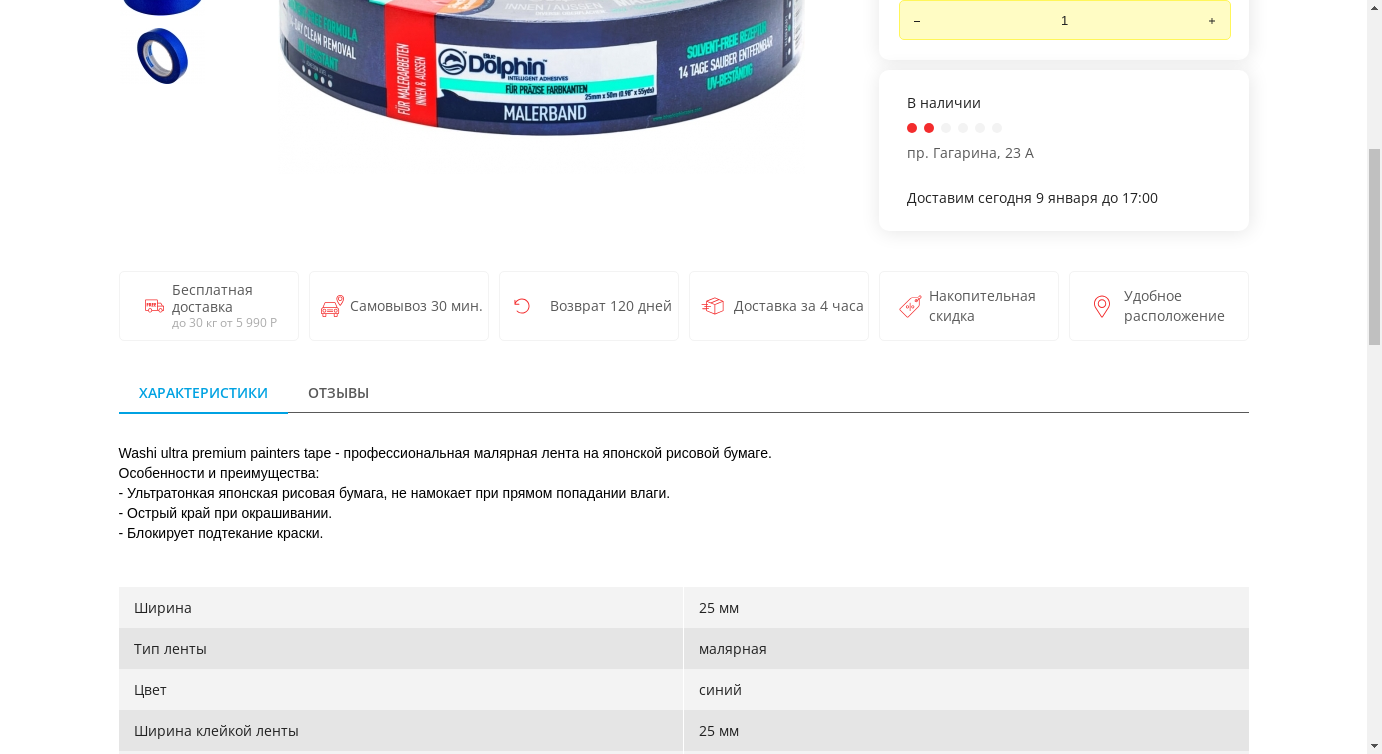 FREE FORMULA
14-DAY CLEAN REMOVAL
UV RESISTANT
FÜR MALERARBEITEN
INNEN & AUSSEN
INNEN / AUSSEN
Blue
Dolphin
INTELLIGENT ADHESIVES
FÜR PRÄZISE FARBKANTEN
25mm x 50m (0.98" x 55yds)
MALERBAND
SOLVENT-FREIE REZEPTUR
14 TAGE SAUBER ENTFERNBAR
UV-BESTÄNDIG
– 1 +
В наличии
пр. Гагарина, 23 А
Доставим сегодня 9 января до 17:00
FREE
Бесплатная
доставка
до 30 кг от 5 990 Р
Самовывоз 30 мин.
Возврат 120 дней
Доставка за 4 часа
Накопительная
скидка
Удобное
расположение
ХАРАКТЕРИСТИКИ ОТЗЫВЫ
Washi ultra premium painters tape - профессиональная малярная лента на японской рисовой бумаге.
Особенности и преимущества:
- Ультратонкая японская рисовая бумага, не намокает при прямом попадании влаги.
- Острый край при окрашивании.
- Блокирует подтекание краски.
Ширина 25 мм
Тип ленты малярная
Цвет синий
Ширина клейкой ленты 25 мм